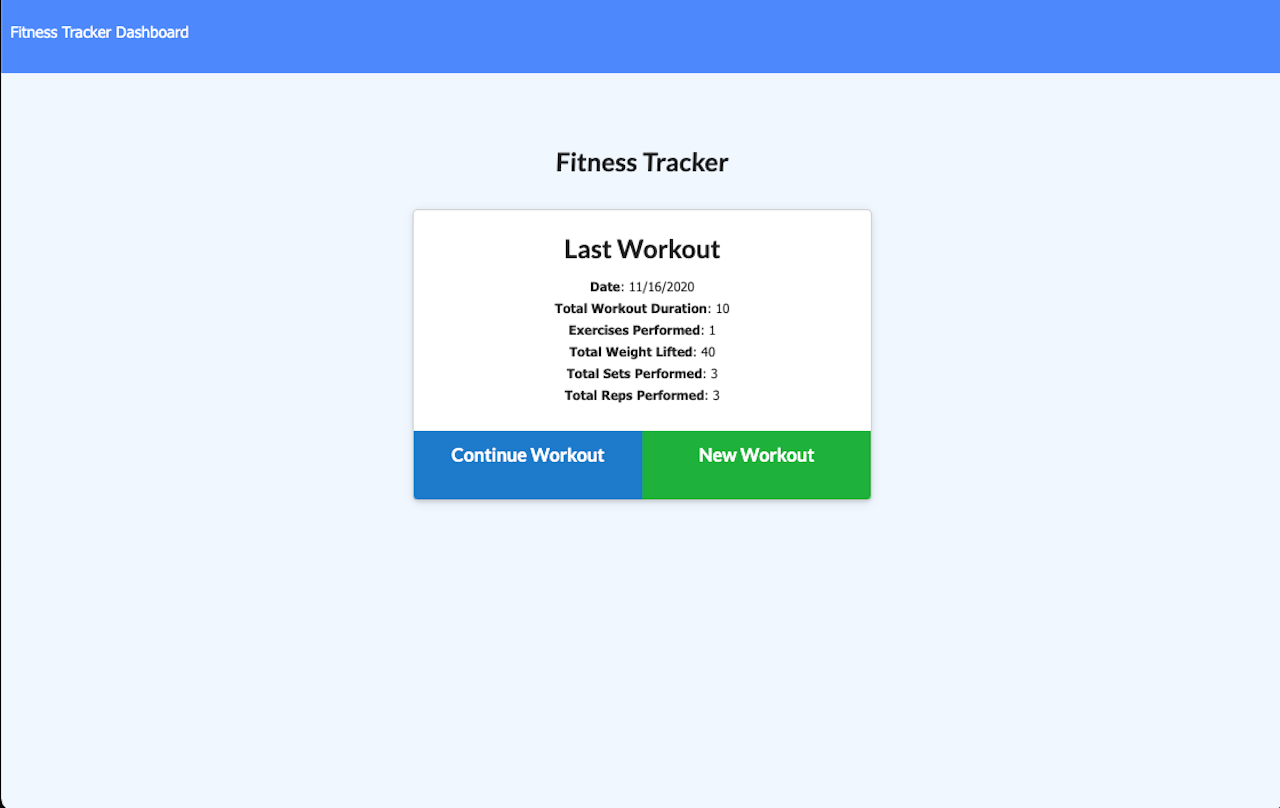 Fitness Tracker Dashboard
Fitness Tracker
Last Workout
Date: 11/16/2020
Total Workout Duration: 10
Exercises Performed: 1
Total Weight Lifted: 40
Total Sets Performed: 3
Total Reps Performed: 3
Continue Workout New Workout